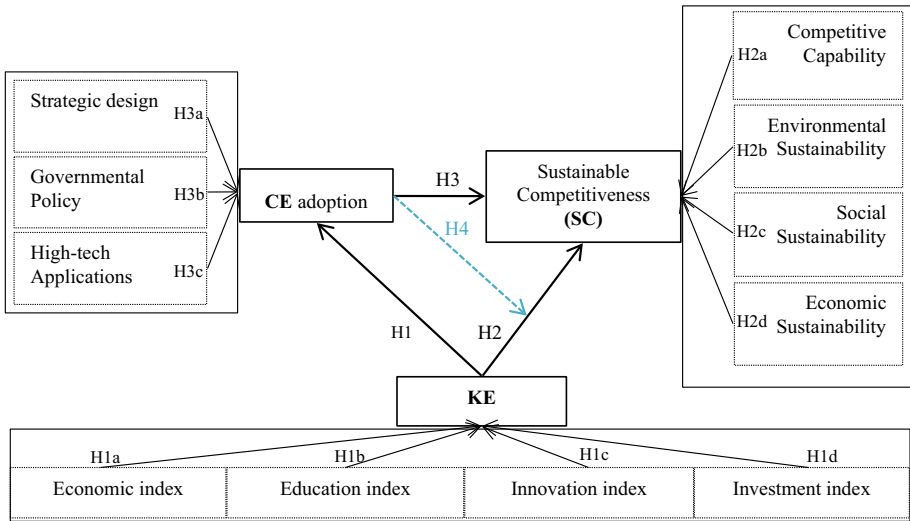 Strategic design
H3a
Governmental
Policy
H3b
High-tech
Applications
H3c
CE adoption
H3
H4
Sustainable
Competitiveness
(SC)
Competitive
Capability
H2a
Environmental
Sustainability
H2b
Social
Sustainability
H2c
Economic
Sustainability
H2d
H1
H2
KE
H1a
H1b
H1c
H1d
Economic index
Education index
Innovation index
Investment index